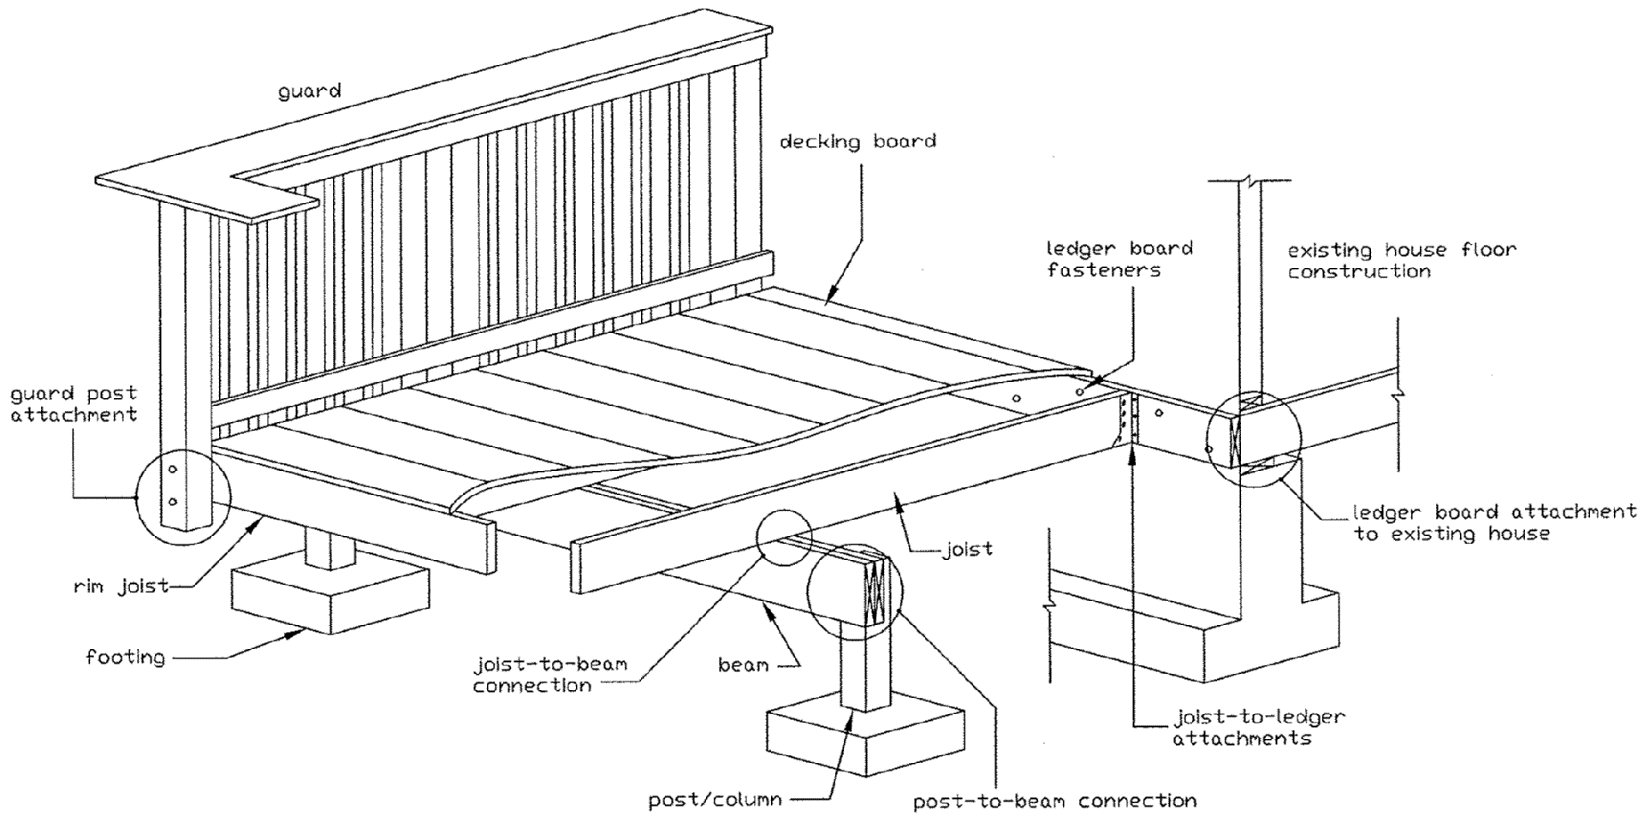 guard
decking board
ledger board
fasteners
existing house floor
construction
guard post
attachment
ledger board attachment
to existing house
joist
rim joist
footing
joist-to-beam
connection
beam
joist-to-ledger
attachments
post/column
post-to-beam connection